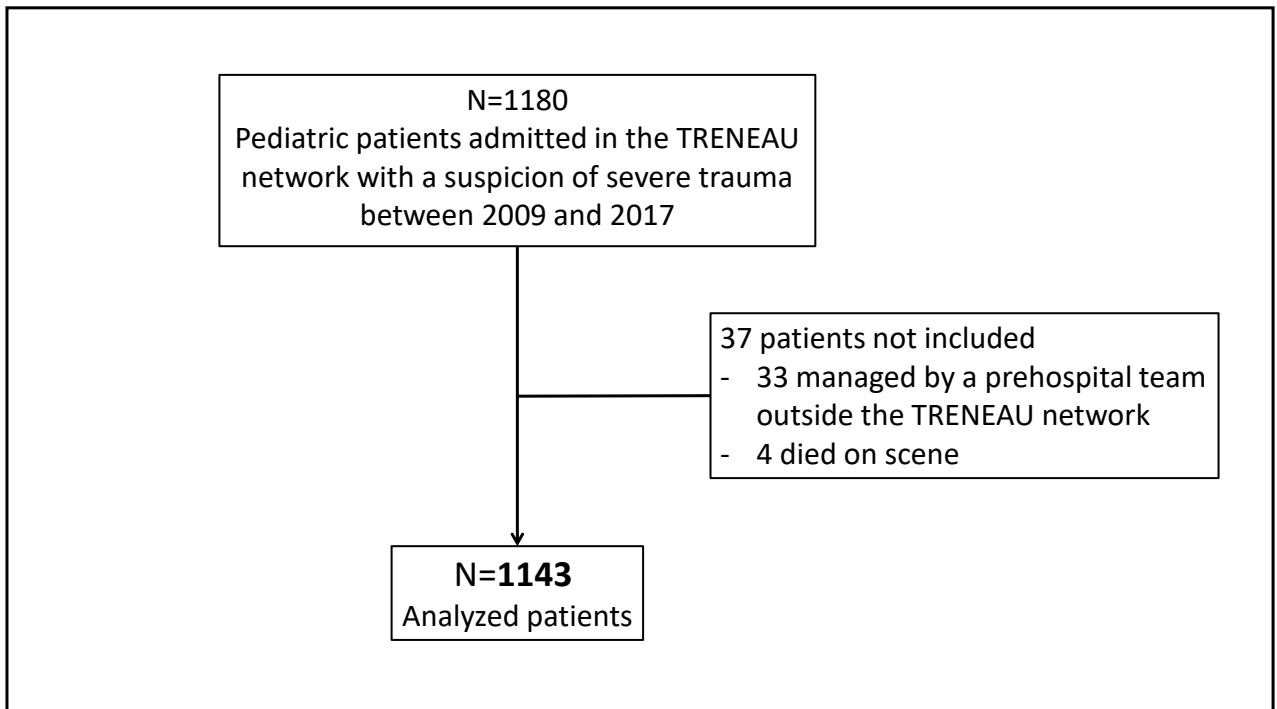 N=1180
Pediatric patients admitted in the TRENEAU
network with a suspicion of severe trauma
between 2009 and 2017
37 patients not included
- 33 managed by a prehospital team
outside the TRENEAU network
- 4 died on scene
N=1143
Analyzed patients